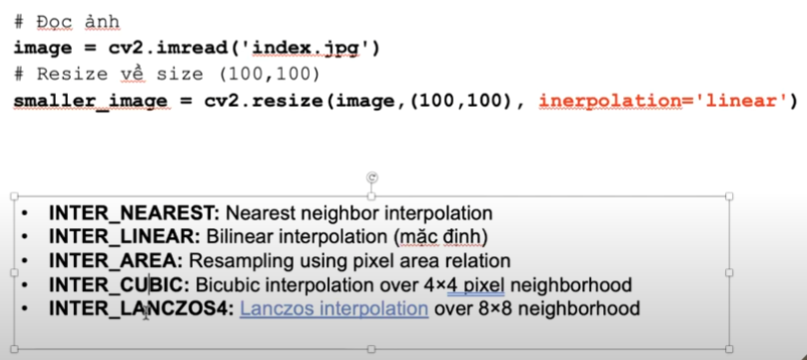 # Đọc ảnh
image = cv2.imread('index.jpg')
# Resize về size (100,100)
smaller_image = cv2.resize(image,(100,100), inerpolation='linear')
• INTER_NEAREST: Nearest neighbor interpolation
• INTER_LINEAR: Bilinear interpolation (mặc định)
• INTER_AREA: Resampling using pixel area relation
• INTER_CUBIC: Bicubic interpolation over 4×4 pixel neighborhood
• INTER_LANCZOS4: Lanczos interpolation over 8×8 neighborhood